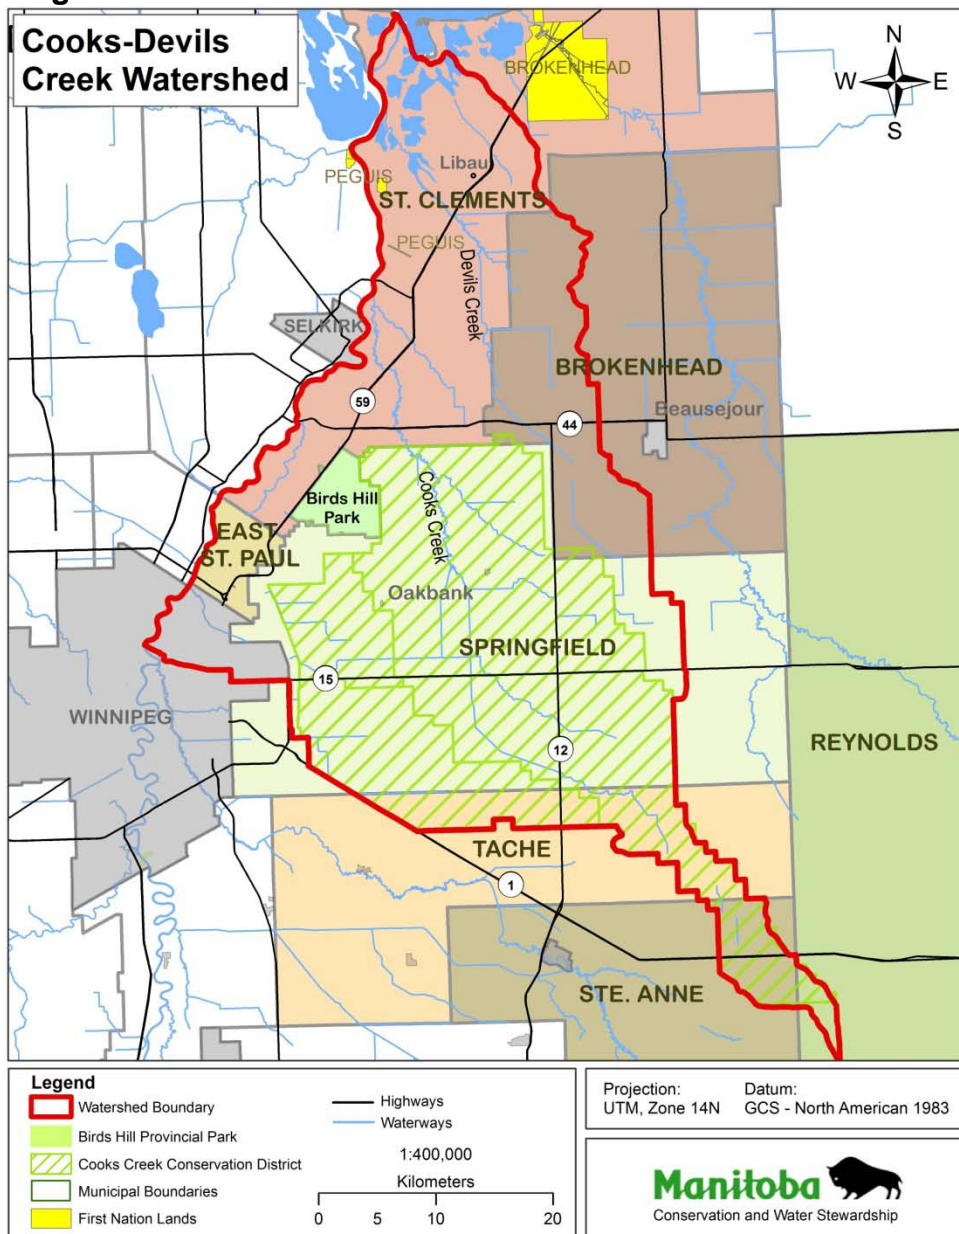 Cooks-Devils
Creek Watershed
N
W
E
S
BROKENHEAD
Libau
PEGUIS
ST. CLEMENTS
PEGUIS
Devils Creek
SELKIRK
BROKENHEAD
59
44
Beausejour
Birds Hill
Park
Cooks Creek
EAST
ST. PAUL
Oakbank
SPRINGFIELD
15
WINNIPEG
12
REYNOLDS
TACHE
1
STE. ANNE
Legend
Watershed Boundary
Birds Hill Provincial Park
Cooks Creek Conservation District
Municipal Boundaries
First Nation Lands
Highways
Waterways
1:400,000
Kilometers
0 5 10 20
Projection: Datum:
UTM, Zone 14N GCS - North American 1983
Manitoba
Conservation and Water Stewardship